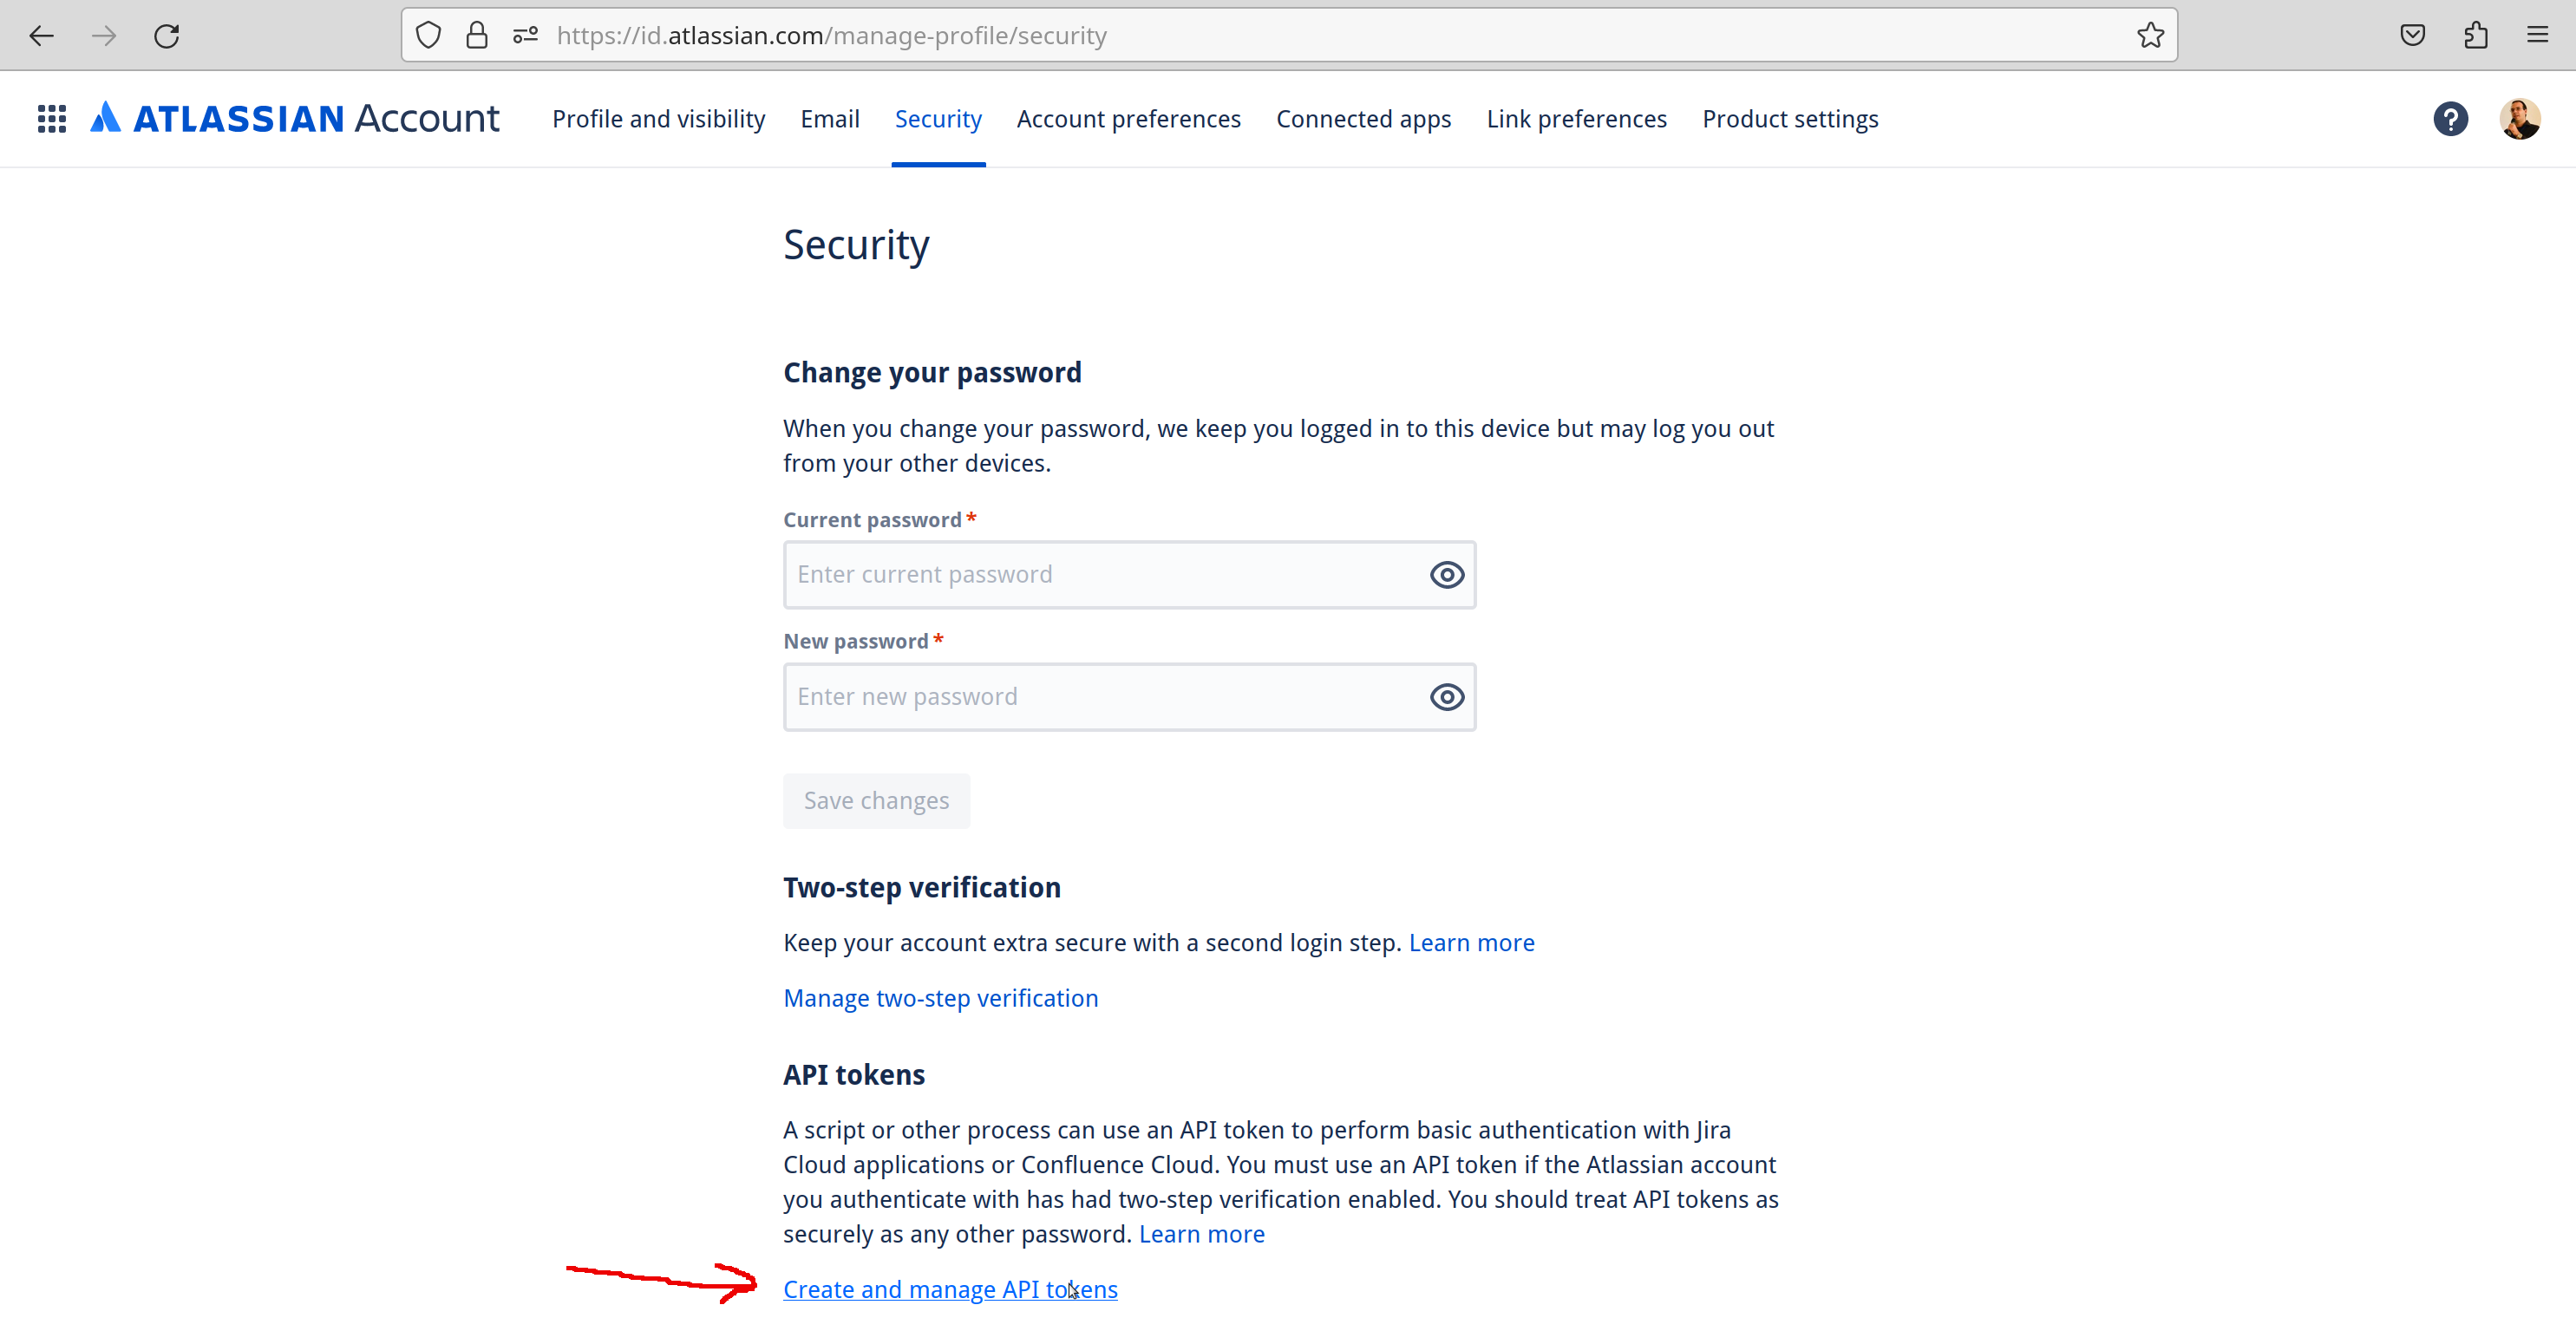 https://id.atlassian.com/manage-profile/security
ATLASSIAN Account
Profile and visibility
Email
Security
Account preferences
Connected apps
Link preferences
Product settings
?
Security
Change your password
When you change your password, we keep you logged in to this device but may log you out
from your other devices.
Current password *
Enter current password
New password *
Enter new password
Save changes
Two-step verification
Keep your account extra secure with a second login step. Learn more
Manage two-step verification
API tokens
A script or other process can use an API token to perform basic authentication with Jira
Cloud applications or Confluence Cloud. You must use an API token if the Atlassian account
you authenticate with has had two-step verification enabled. You should treat API tokens as
securely as any other password. Learn more
Create and manage API tokens